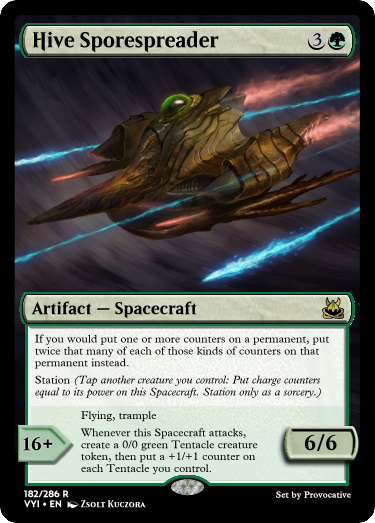 Hive Sporespreader 3
Artifact — Spacecraft
If you would put one or more counters on a permanent, put
twice that many of each of those kinds of counters on that
permanent instead.
Station (Tap another creature you control: Put charge counters
equal to its power on this Spacecraft. Station only as a sorcery.)
Flying, trample
16+
Whenever this Spacecraft attacks,
create a 0/0 green Tentacle creature
token, then put a +1/+1 counter on
each Tentacle you control.
6/6
182/286 R
VYI • EN Zsolt Kuczora
Set by Provocative